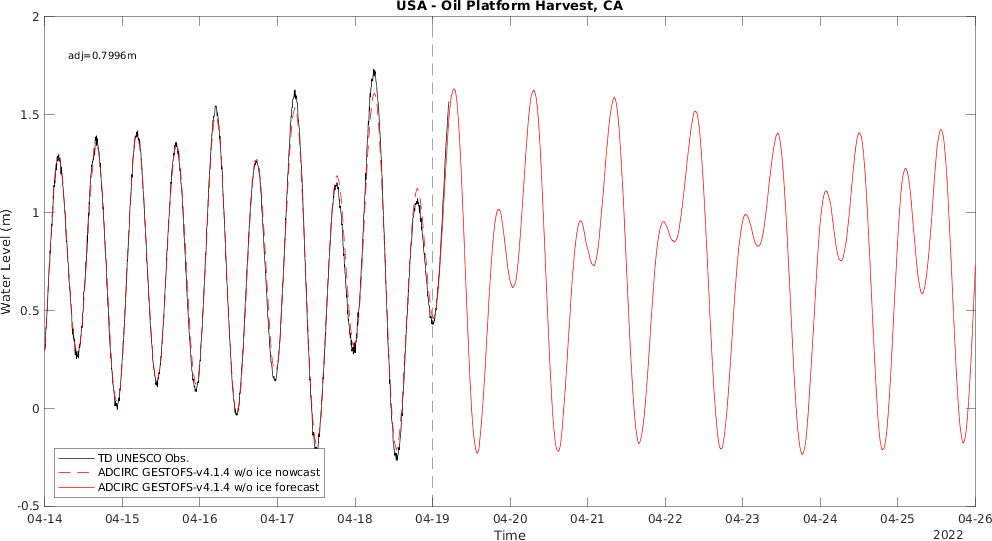 USA - Oil Platform Harvest, CA
2
adj=0.7996m
1.5
1
Water Level (m)
0.5
0
-0.5
TD UNESCO Obs.
ADCIRC GESTOFS-v4.1.4 w/o ice nowcast
ADCIRC GESTOFS-v4.1.4 w/o ice forecast
04-14 04-15 04-16 04-17 04-18 04-19 04-20 04-21 04-22 04-23 04-24 04-25 04-26
Time
2022